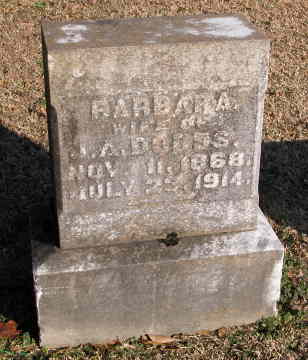 BARBARA.
WIFE OF
J.A. DOBBS.
NOV 11, 1868.
JULY 25, 1914.